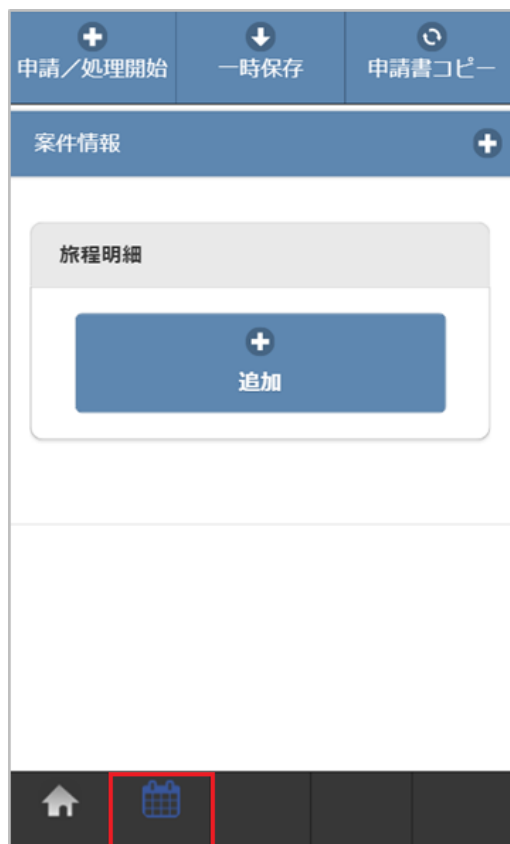 申請／処理開始
一時保存
申請書コピー
案件情報
旅程明細
追加